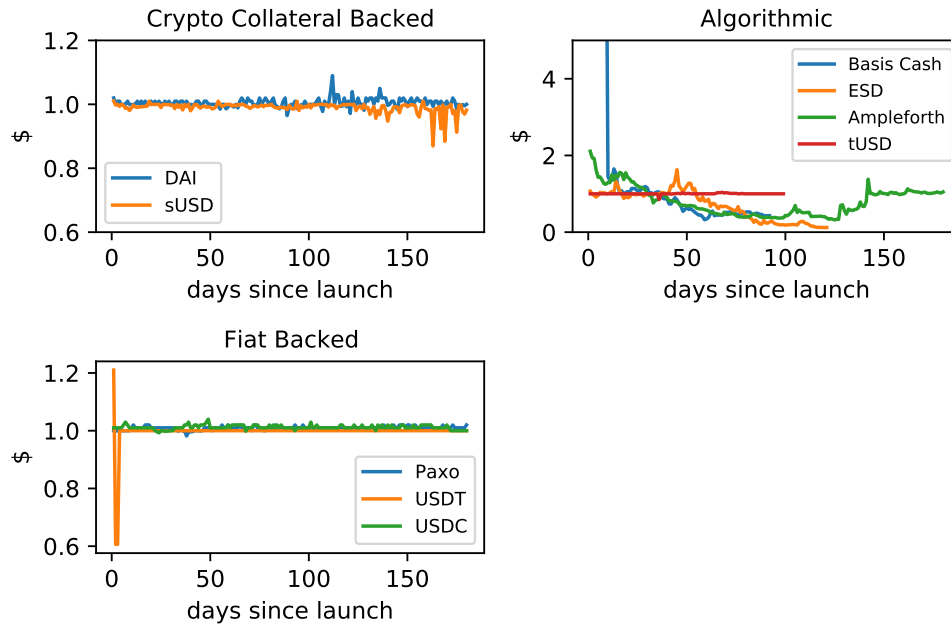 Crypto Collateral Backed
1.2
1.0
0.8
0.6
$
DAI
sUSD
0 50 100 150
days since launch
Algorithmic
4
2
0
$
Basis Cash
ESD
Ampleforth
tUSD
0 50 100 150
days since launch
Fiat Backed
1.2
1.0
0.8
0.6
$
Paxo
USDT
USDC
0 50 100 150
days since launch